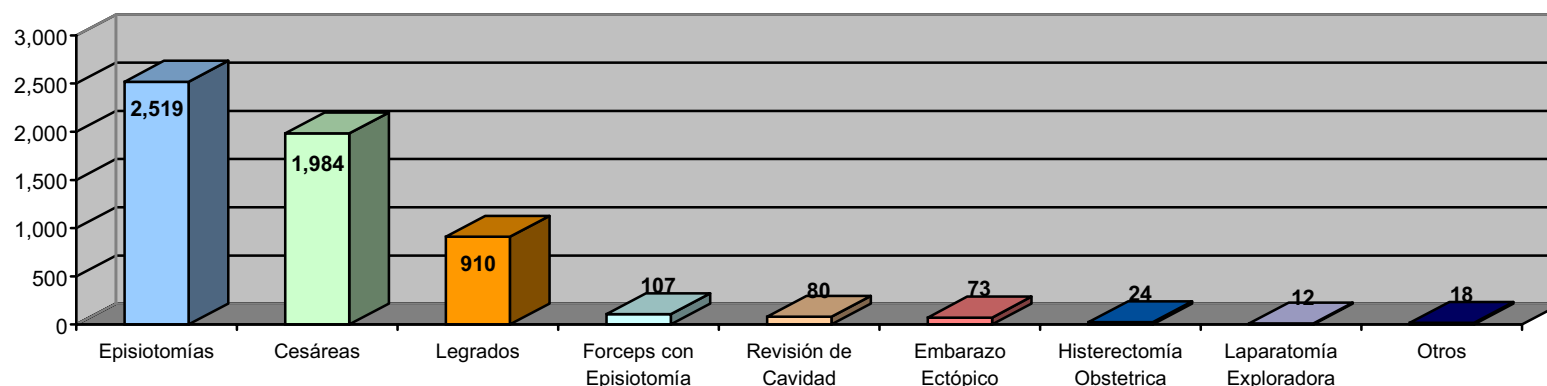 3,000
2,500
2,000
1,500
1,000
500
0
2,519
1,984
910
107
80
73
24
12
18
Episiotomías
Cesáreas
Legrados
Forceps con
Episiotomía
Revisión de
Cavidad
Embarazo
Ectópico
Histerectomía
Obstetrica
Laparatomía
Exploradora
Otros